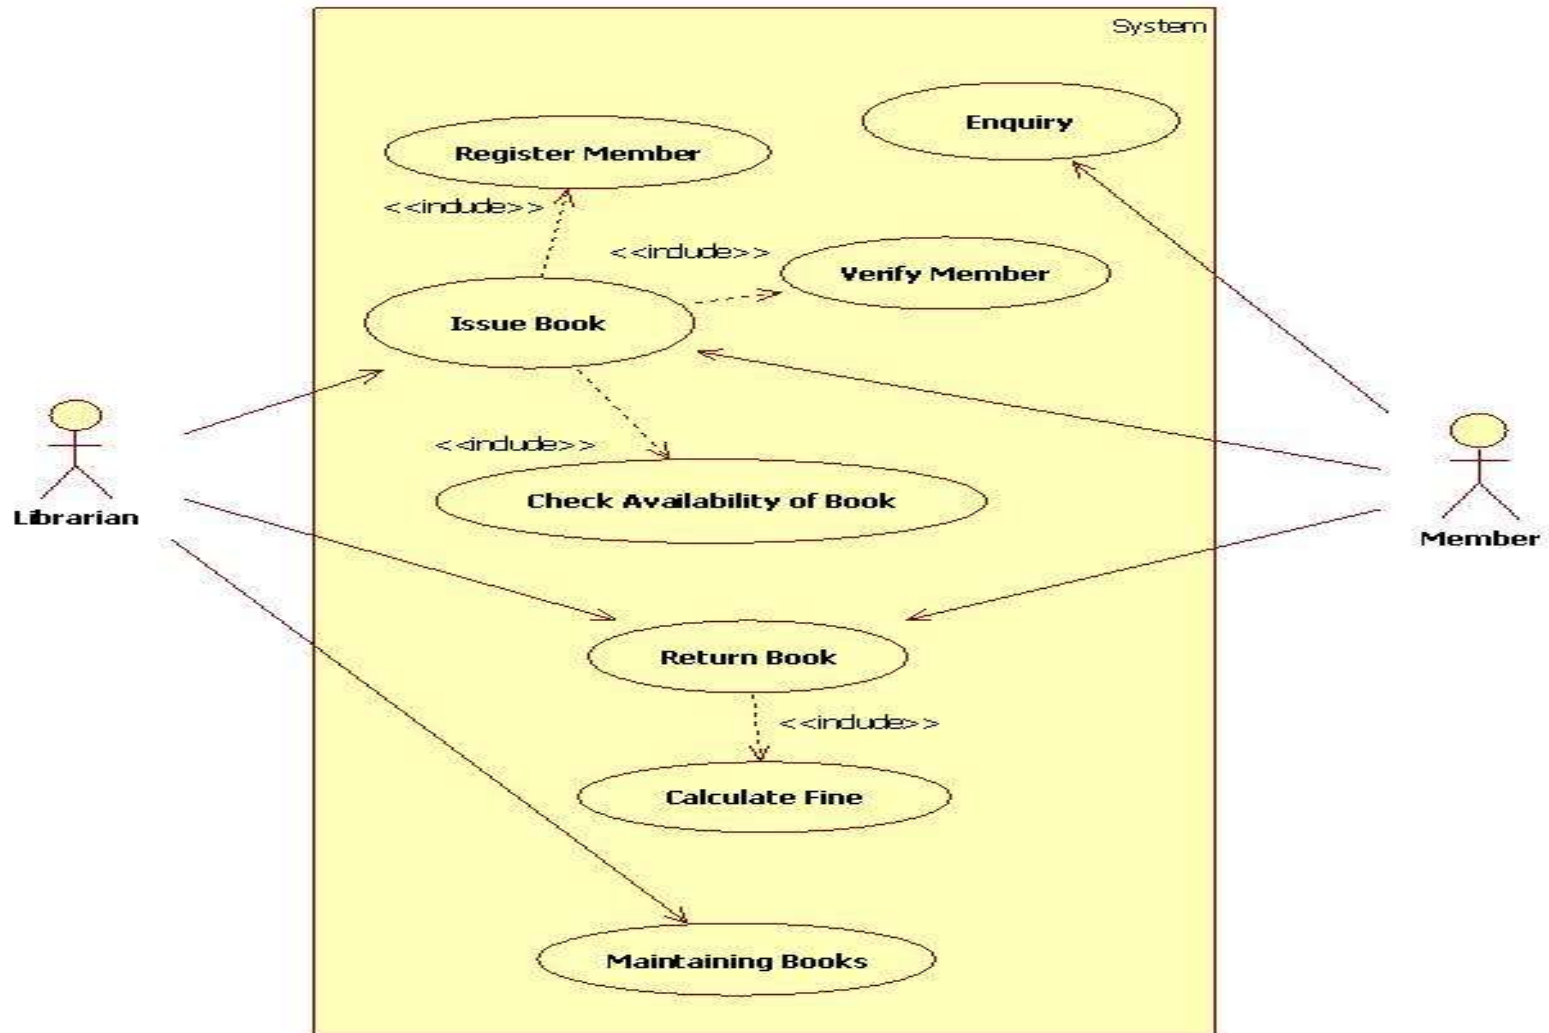 System
Enquiry
Register Member
<<include>>
<<include>>
Verify Member
Issue Book
<<include>>
Check Availability of Book
Librarian
Member
Return Book
<<include>>
Calculate Fine
Maintaining Books